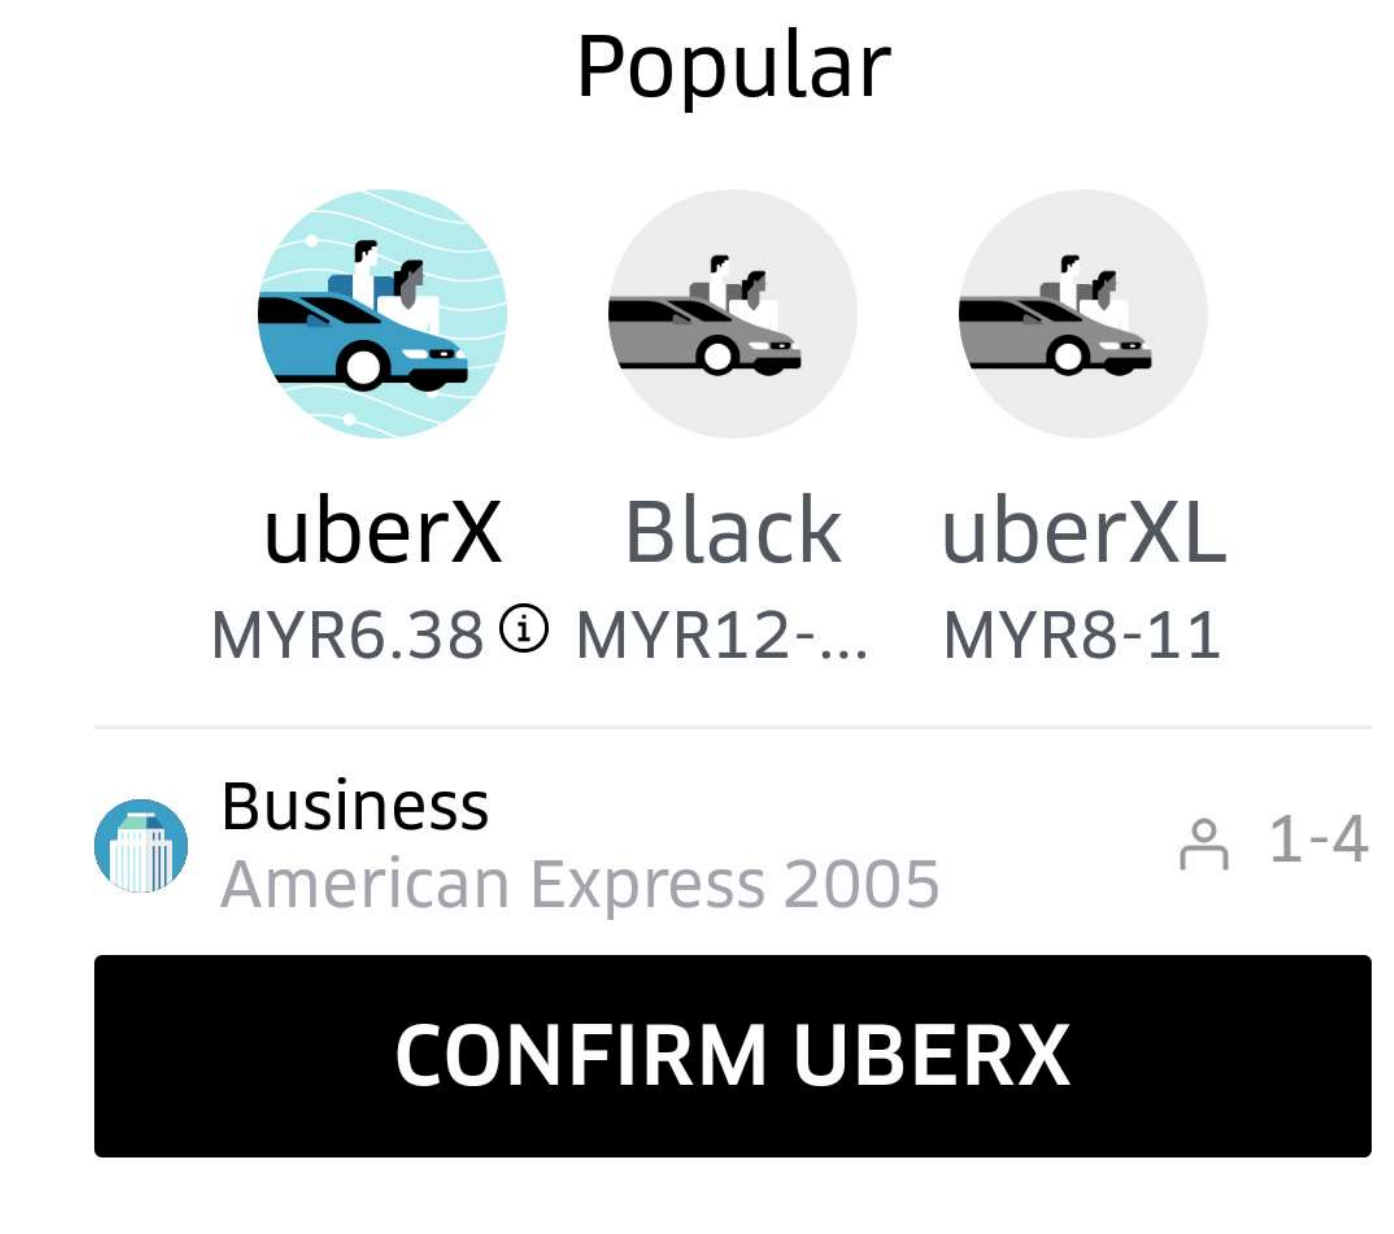 Popular
uberX Black uberXL
MYR6.38 MYR12-... MYR8-11
Business
American Express 2005
1-4
CONFIRM UBERX